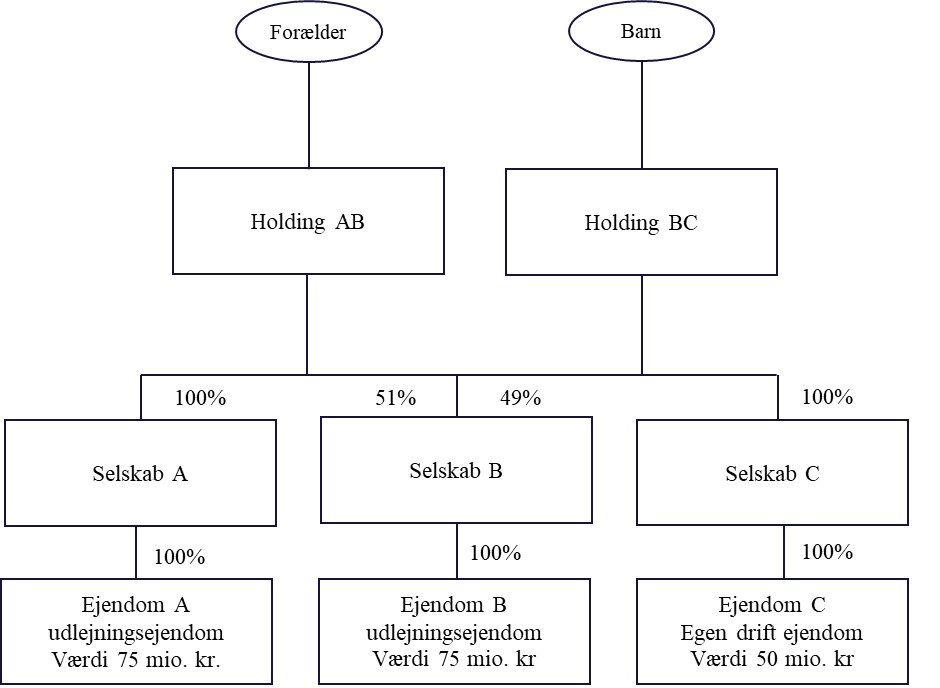 Forælder
Barn
Holding AB
Holding BC
100%
51%
49%
100%
Selskab A
Selskab B
Selskab C
100%
100%
100%
Ejendom A
udlejningsejendom
Værdi 75 mio. kr.
Ejendom B
udlejningsejendom
Værdi 75 mio. kr
Ejendom C
Egen drift ejendom
Værdi 50 mio. kr